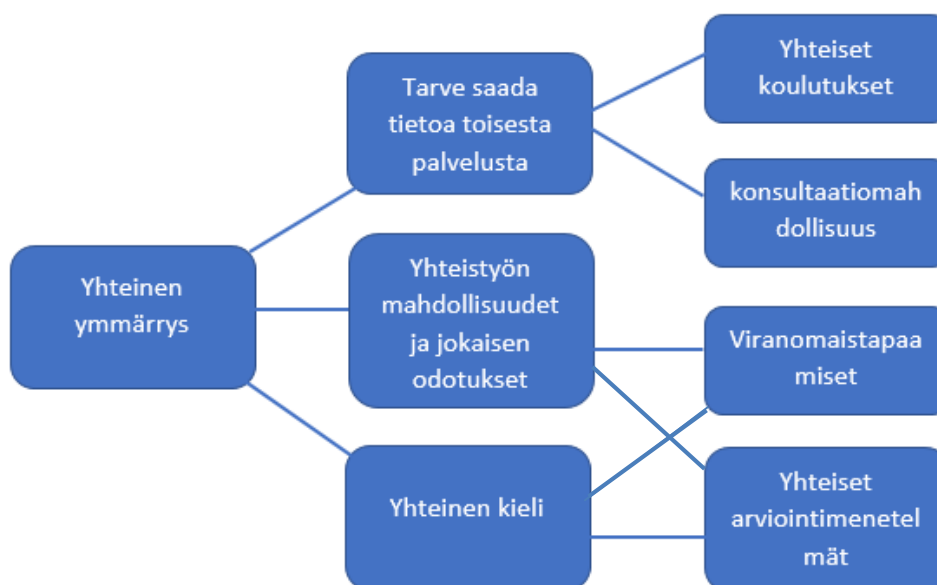 Yhteinen
ymmärrys
Tarve saada
tietoa toisesta
palvelusta
Yhteistyön
mahdollisuudet
ja jokaisen
odotukset
Yhteinen kieli
Yhteiset
koulutukset
konsultaatiomah
dollisuus
Viranomaistapaa
miset
Yhteiset
arviointimenetel
mät